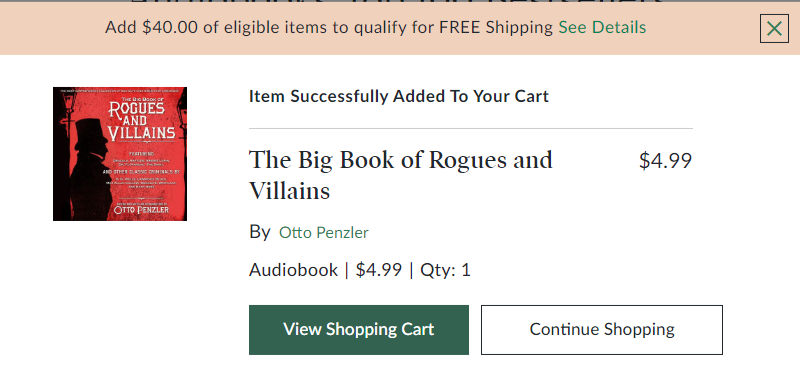 Add $40.00 of eligible items to qualify for FREE Shipping See Details
THE BIG BOOK OF
ROGUES
AND
VILLAINS
FEATURING
AND OTHER CLASSIC CRIMINALS BY
OTTO PENZLER
Item Successfully Added To Your Cart
The Big Book of Rogues and
Villains
$4.99
By Otto Penzler
Audiobook | $4.99 | Qty: 1
View Shopping Cart
Continue Shopping